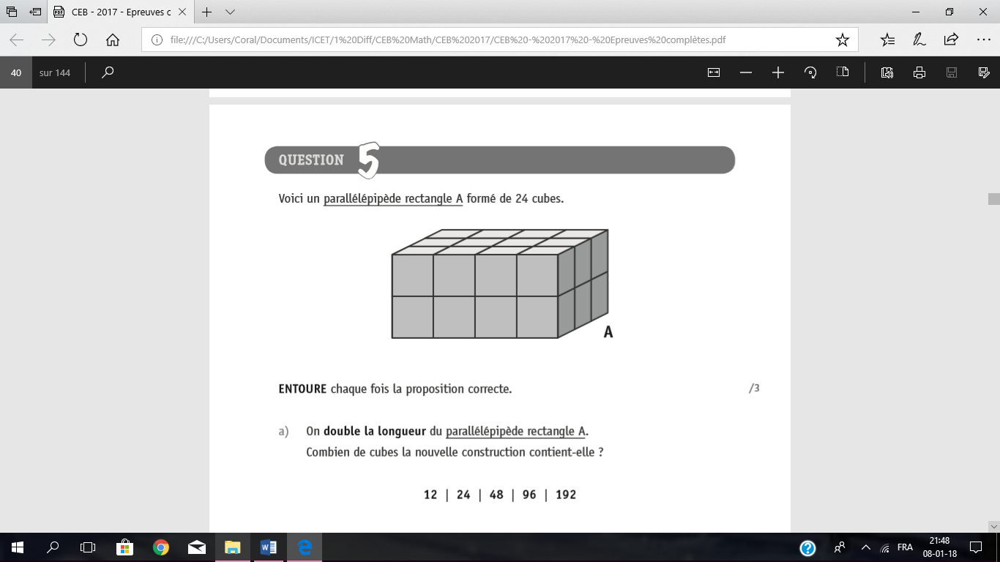 CEB - 2017 - Epreuves c
file:///C:/Users/Coral/Documents/ICET/1%20Diff/CEB%20Math/CEB%202017/CEB%20-%202017%20-%20Epreuves%20complètes.pdf
40 sur 144
QUESTION 5
Voici un parallélépipède rectangle A formé de 24 cubes.
A
ENTOURE chaque fois la proposition correcte. /3
a) On double la longueur du parallélépipède rectangle A.
Combien de cubes la nouvelle construction contient-elle ?
12 | 24 | 48 | 96 | 192
FRA
21:48
08-01-18